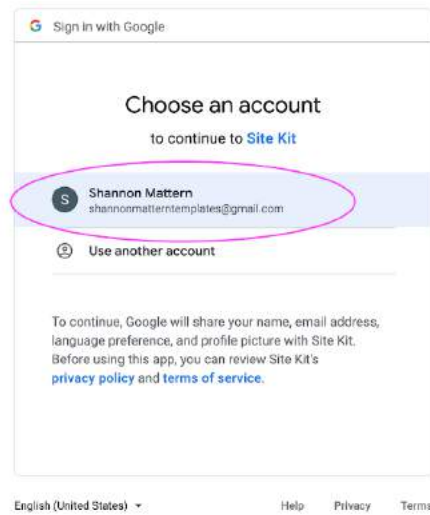 Sign in with Google
Choose an account
to continue to Site Kit
S
Shannon Mattern
shannonmatterntemplates@gmail.com
Use another account
To continue, Google will share your name, email address,
language preference, and profile picture with Site Kit.
Before using this app, you can review Site Kit's
privacy policy and terms of service.
English (United States) Help Privacy Terms